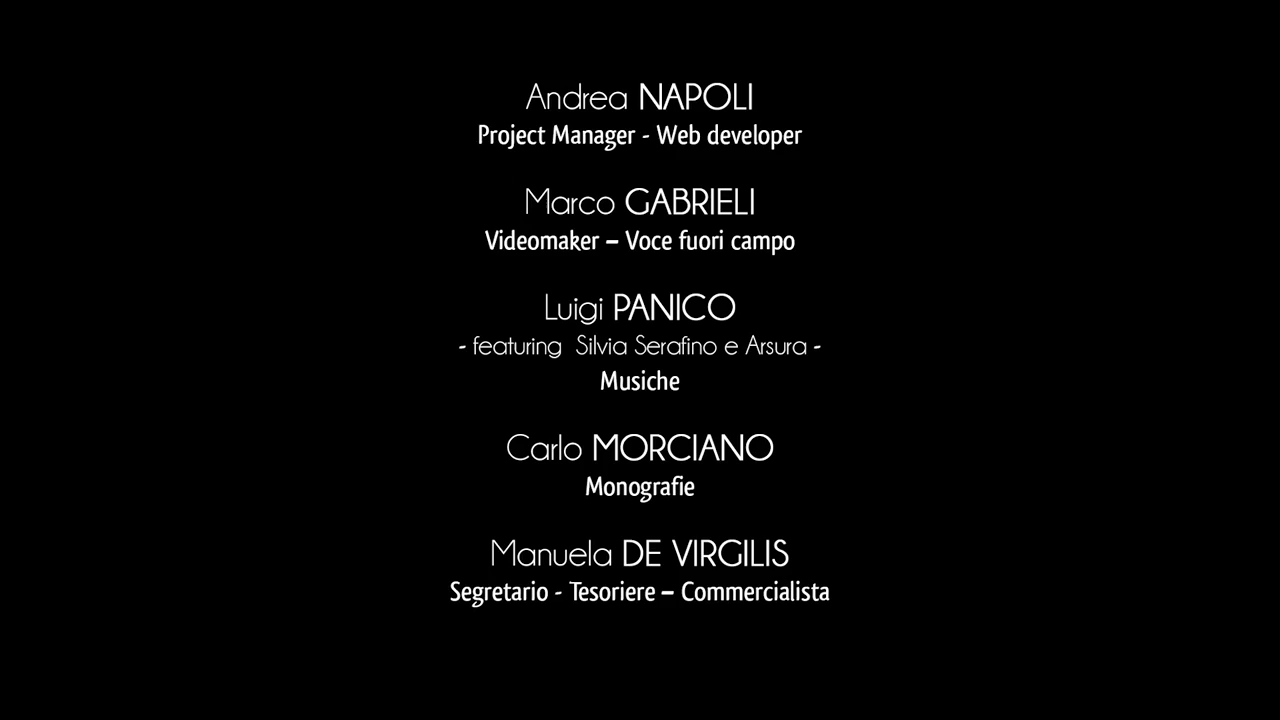 Andrea NAPOLI
Project Manager - Web developer
Marco GABRIELI
Videomaker – Voce fuori campo
Luigi PANICO
- featuring  Silvia Serafino e Arsura -
Musiche
Carlo MORCIANO
Monografie
Manuela DE VIRGILIS
Segretario - Tesoriere – Commercialista